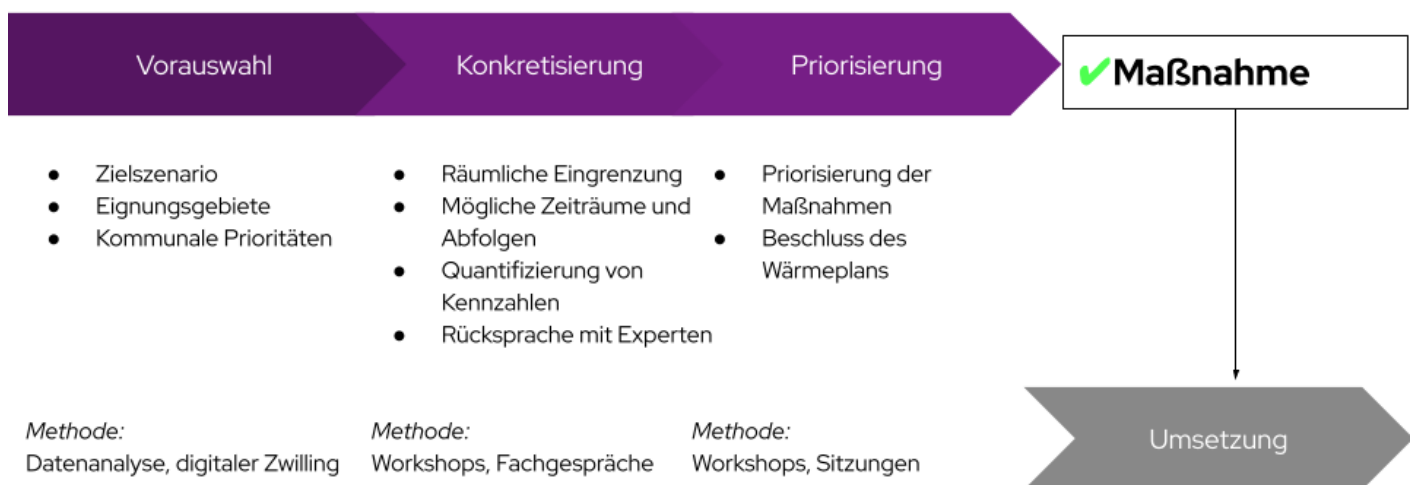 Vorauswahl
Konkretisierung
Priorisierung
✔Maßnahme
● Zielszenario
● Eignungsgebiete
● Kommunale Prioritäten
● Räumliche Eingrenzung
● Mögliche Zeiträume und
Abfolgen
● Quantifizierung von
Kennzahlen
● Rücksprache mit Experten
● Priorisierung der
Maßnahmen
● Beschluss des
Wärmeplans
Methode:
Datenanalyse, digitaler Zwilling
Methode:
Workshops, Fachgespräche
Methode:
Workshops, Sitzungen
Umsetzung